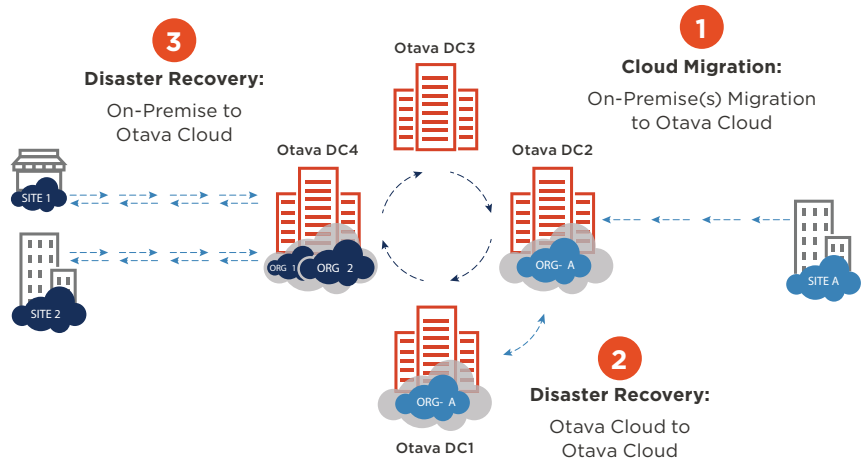 3
Disaster Recovery:
On-Premise to
Otava Cloud
Otava DC3
1
Cloud Migration:
On-Premise(s) Migration
to Otava Cloud
Otava DC4
Otava DC2
SITE 1
ORG 1
ORG 2
ORG- A
SITE A
SITE 2
ORG- A
Otava DC1
2
Disaster Recovery:
Otava Cloud to
Otava Cloud